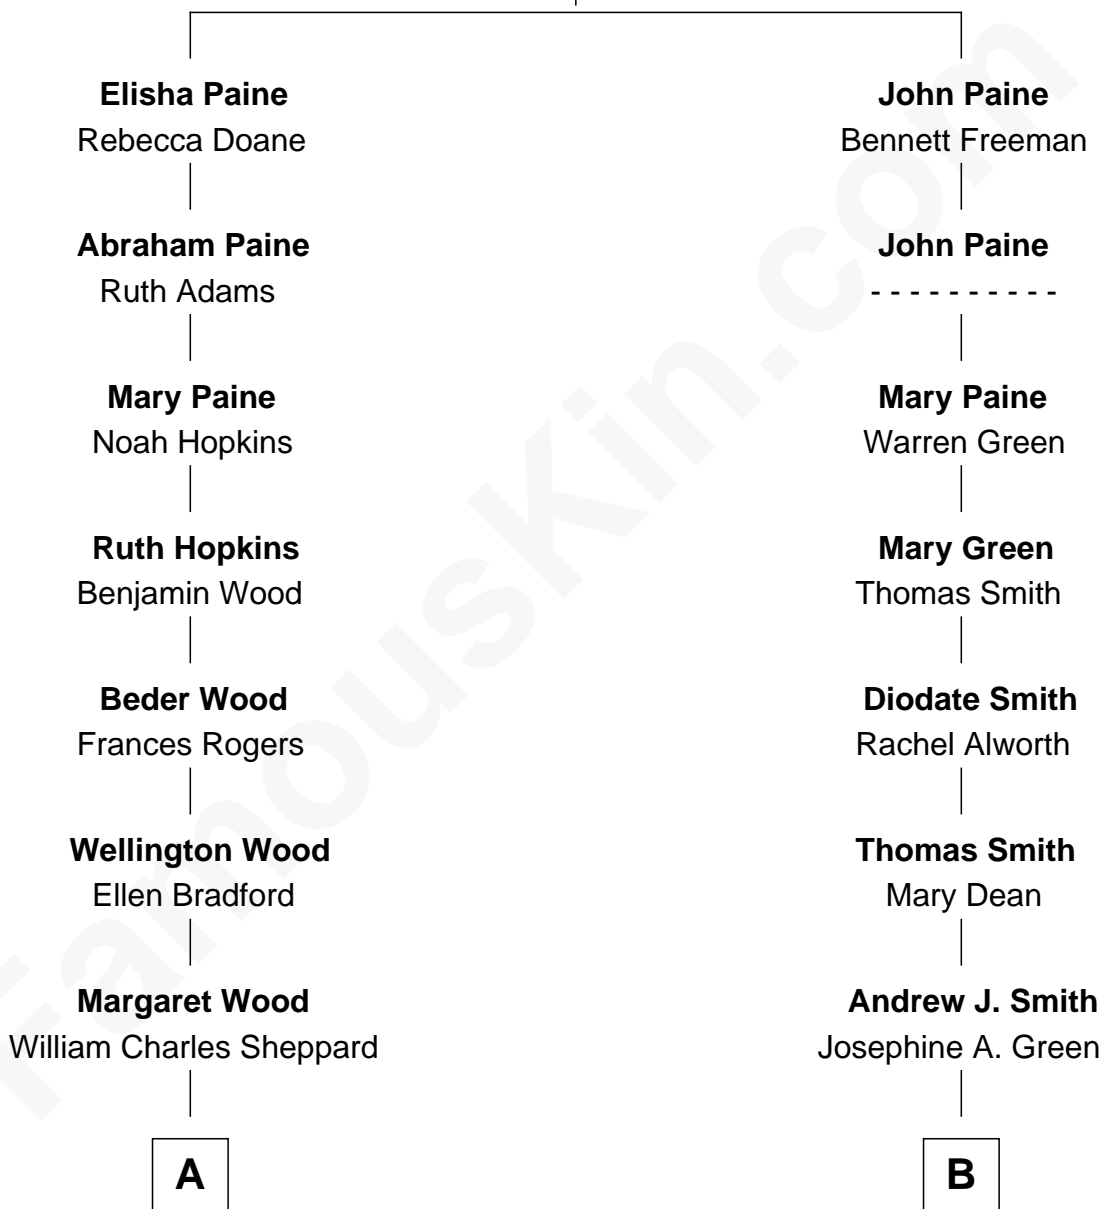 Elisha Paine
Rebecca Doane
Abraham Paine
Ruth Adams
Mary Paine
Noah Hopkins
Ruth Hopkins
Benjamin Wood
Beder Wood
Frances Rogers
Wellington Wood
Ellen Bradford
Margaret Wood
William Charles Sheppard
A
John Paine
Bennett Freeman
John Paine
- - - - - - - - - -
Mary Paine
Warren Green
Mary Green
Thomas Smith
Diodate Smith
Rachel Alworth
Thomas Smith
Mary Dean
Andrew J. Smith
Josephine A. Green
B
FamousKin.com